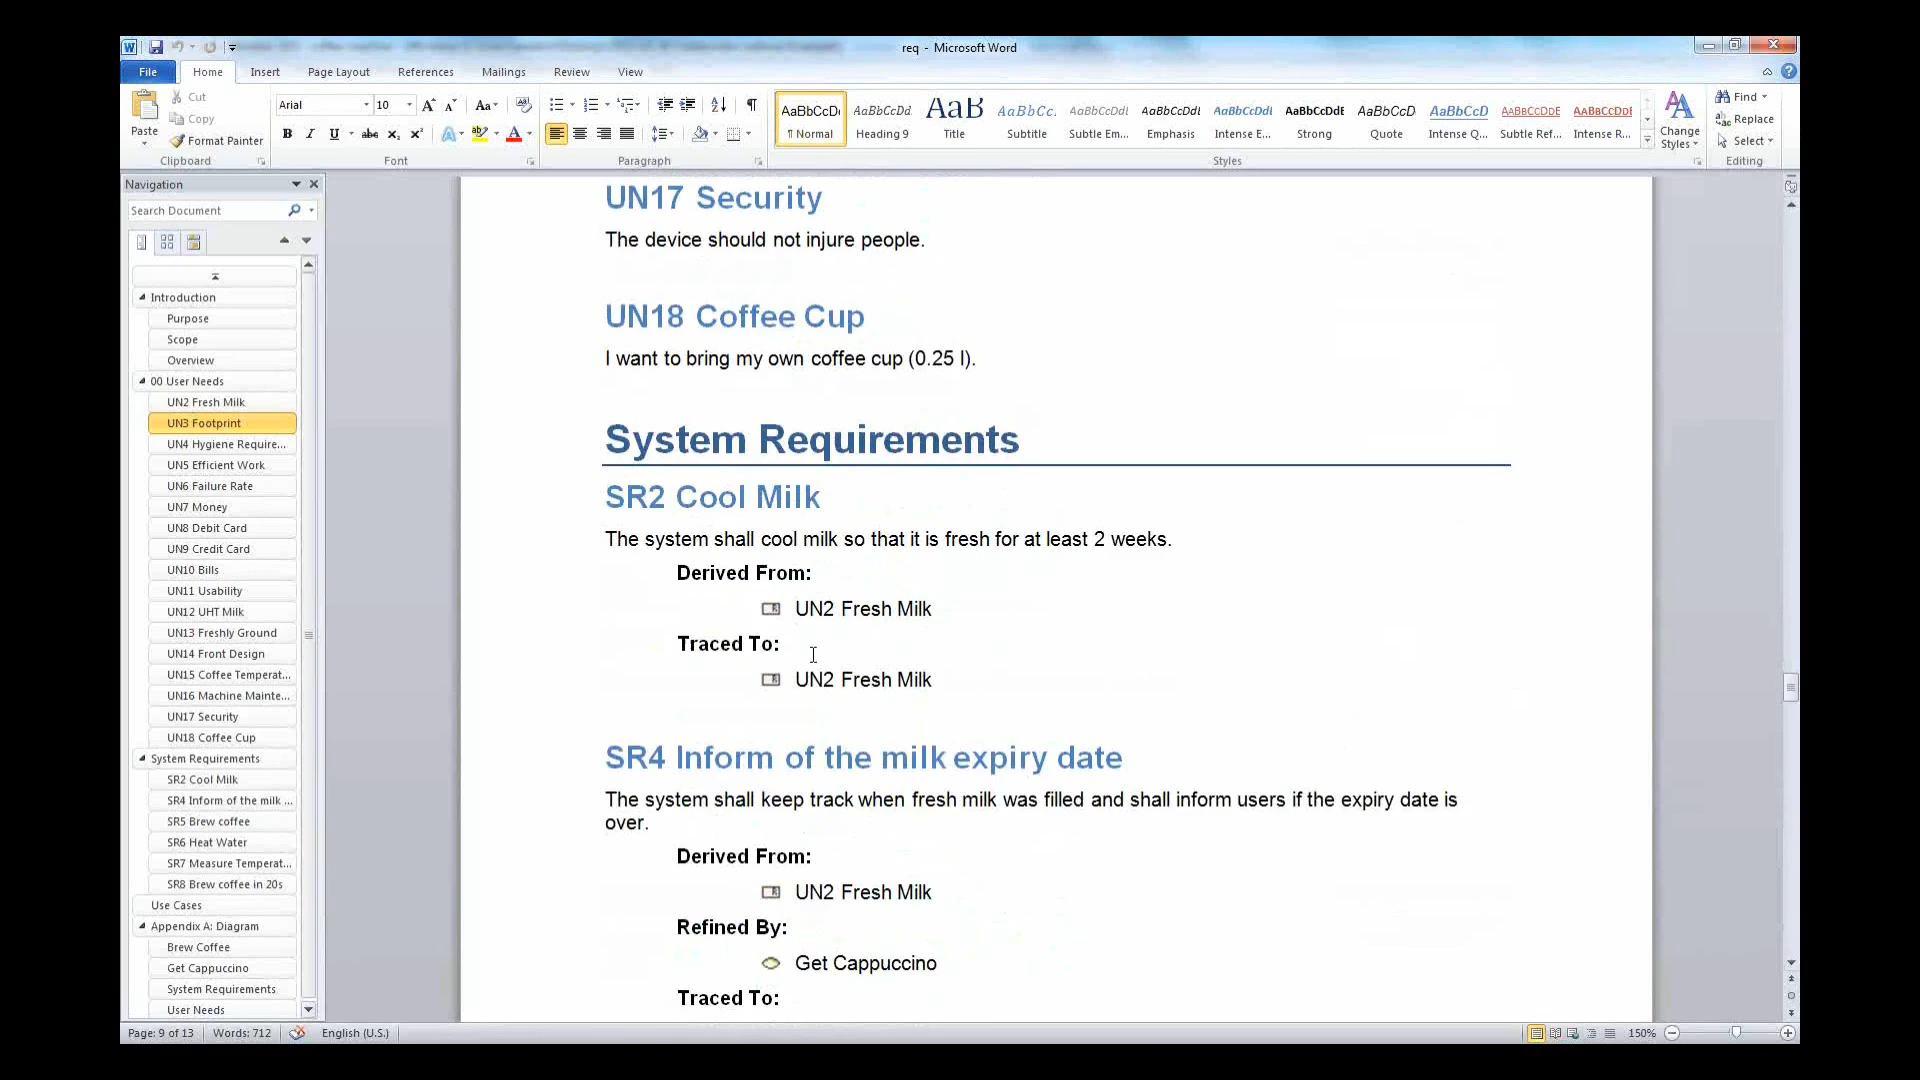 req - Microsoft Word
File Home Insert Page Layout References Mailings Review View
Paste
Cut
Copy
Format Painter
Clipboard
Arial 10
Font
Paragraph
AaBbCcDd AaBbCcDd AaB AaBbCc. AaBbCcDd AaBbCcDd AaBbCcDd AaBbCcDd AaBbCcD AaBbCcD AaBbCcDdE AaBbCcDd
¶ Normal Heading 9 Title Subtitle Subtle Em... Emphasis Intense E... Strong Quote Intense Q... Subtle Ref... Intense R...
Change Styles
Styles
Find
Replace
Select
Editing
Navigation
Search Document
Introduction
Purpose
Scope
Overview
00 User Needs
UN2 Fresh Milk
UN3 Footprint
UN4 Hygiene Require...
UN5 Efficient Work
UN6 Failure Rate
UN7 Money
UN8 Debit Card
UN9 Credit Card
UN10 Bills
UN11 Usability
UN12 UHT Milk
UN13 Freshly Ground
UN14 Front Design
UN15 Coffee Temperat...
UN16 Machine Mainte...
UN17 Security
UN18 Coffee Cup
System Requirements
SR2 Cool Milk
SR4 Inform of the milk ...
SR5 Brew coffee
SR6 Heat Water
SR7 Measure Temperat...
SR8 Brew coffee in 20s
Use Cases
Appendix A: Diagram
Brew Coffee
Get Cappuccino
System Requirements
User Needs
UN17 Security
The device should not injure people.
UN18 Coffee Cup
I want to bring my own coffee cup (0.25 l).
System Requirements
SR2 Cool Milk
The system shall cool milk so that it is fresh for at least 2 weeks.
Derived From:
UN2 Fresh Milk
Traced To:
UN2 Fresh Milk
SR4 Inform of the milk expiry date
The system shall keep track when fresh milk was filled and shall inform users if the expiry date is
over.
Derived From:
UN2 Fresh Milk
Refined By:
Get Cappuccino
Traced To:
Page: 9 of 13 Words: 712 English (U.S.) 150%